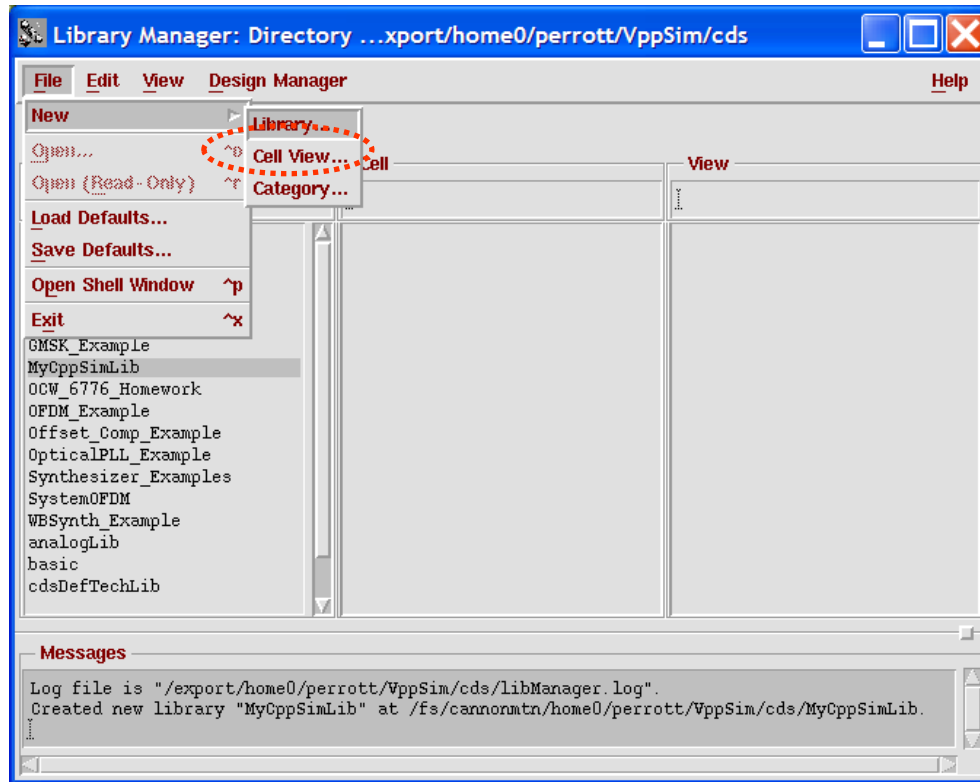 Library Manager: Directory ...xport/home0/perrott/VppSim/cds
File Edit View Design Manager Help
New
Open... ^o
Open (Read-Only) ^r
Load Defaults...
Save Defaults...
Open Shell Window ^p
Exit ^x
Library...
Cell View...
Category...
Cell
View
GMSK_Example
MyCppSimLib
OCW_6776_Homework
OFDM_Example
Offset_Comp_Example
OpticalPLL_Example
Synthesizer_Examples
SystemOFDM
WBSynth_Example
analogLib
basic
cdsDefTechLib
Messages
Log file is "/export/home0/perrott/VppSim/cds/libManager.log".
Created new library "MyCppSimLib" at /fs/cannonmtn/home0/perrott/VppSim/cds/MyCppSimLib.